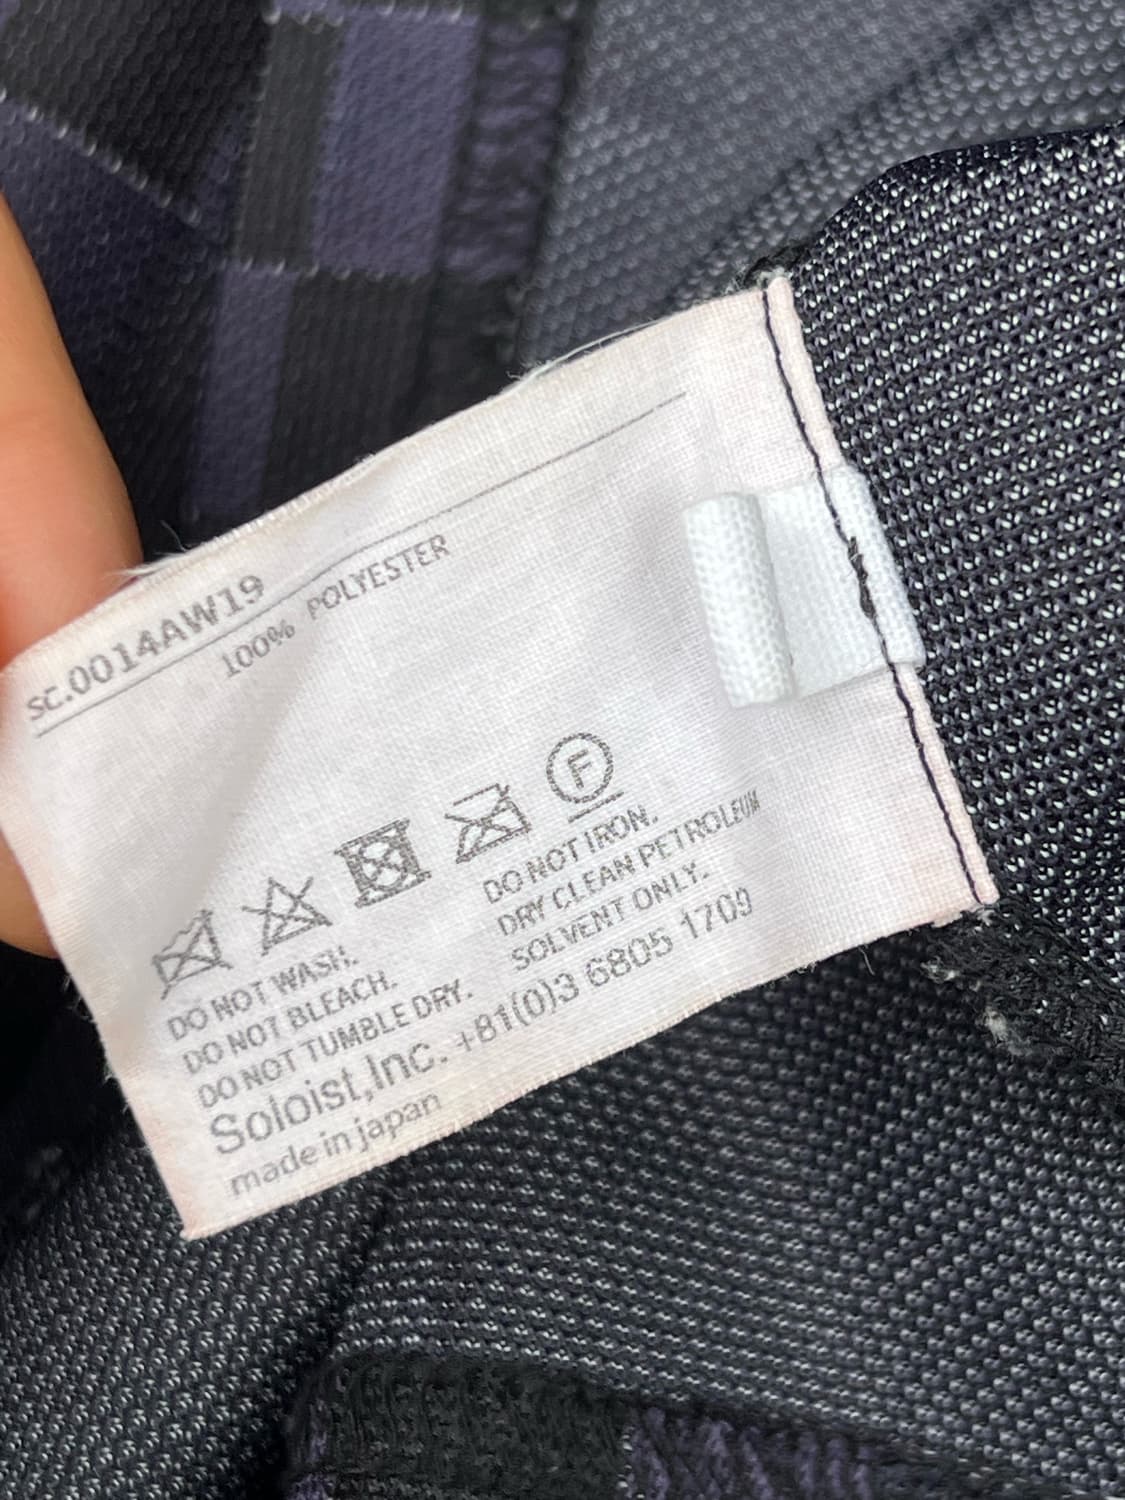 sc.0014AW19
100% POLYESTER
F
DO NOT WASH.
DO NOT BLEACH.
DO NOT TUMBLE DRY.
DO NOT IRON.
DRY CLEAN PETROLEUM
SOLVENT ONLY.
Soloist,Inc. +81(0)3 6805 1709
made in japan